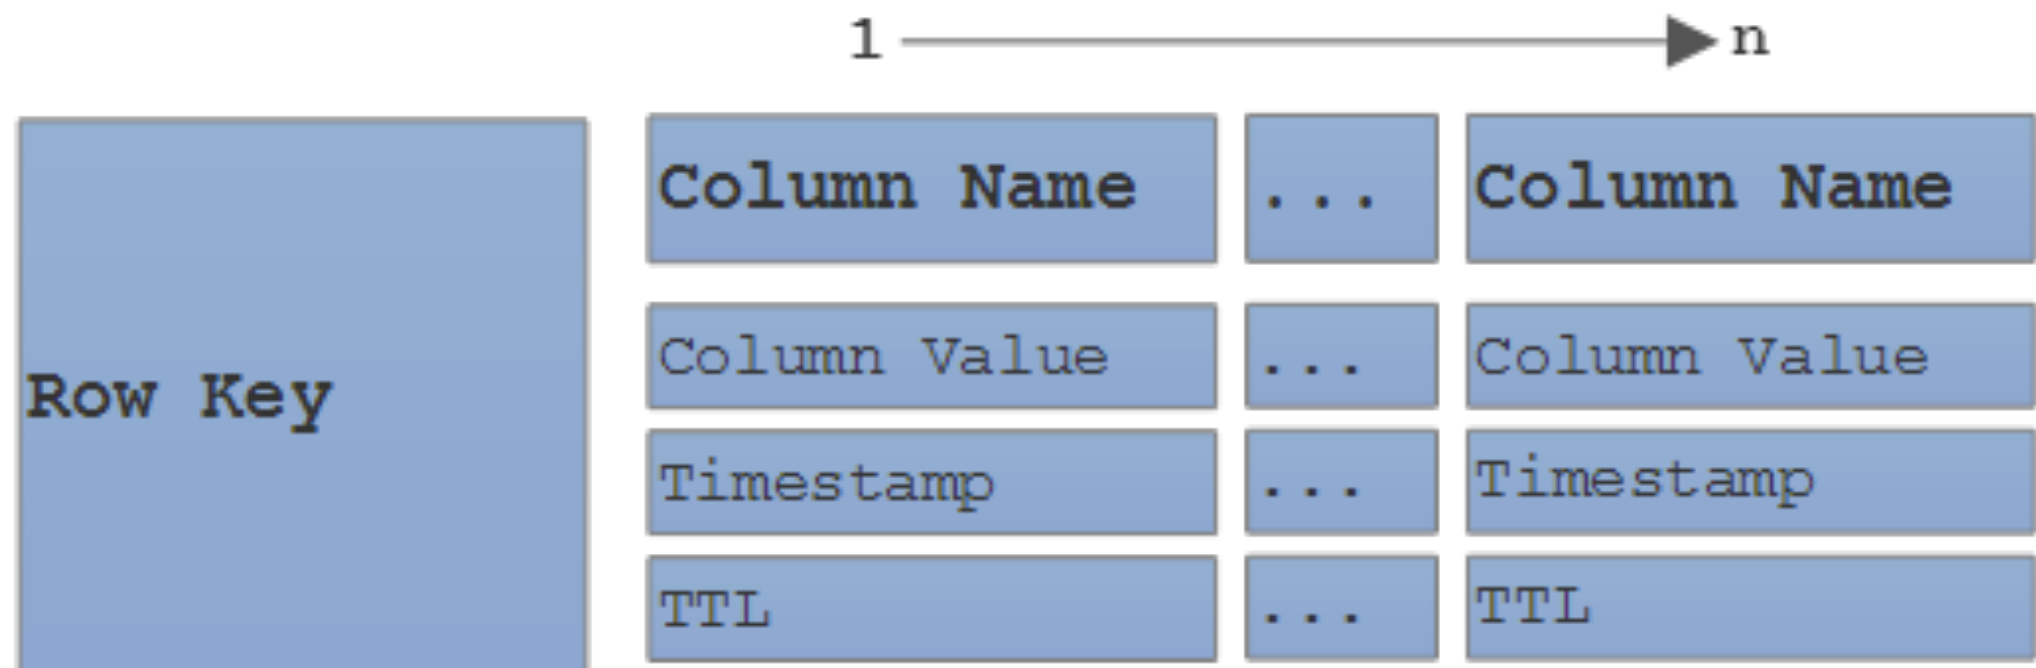 1 n
Column Name ... Column Name
Column Value ... Column Value
Row Key
Timestamp ... Timestamp
TTL ... TTL